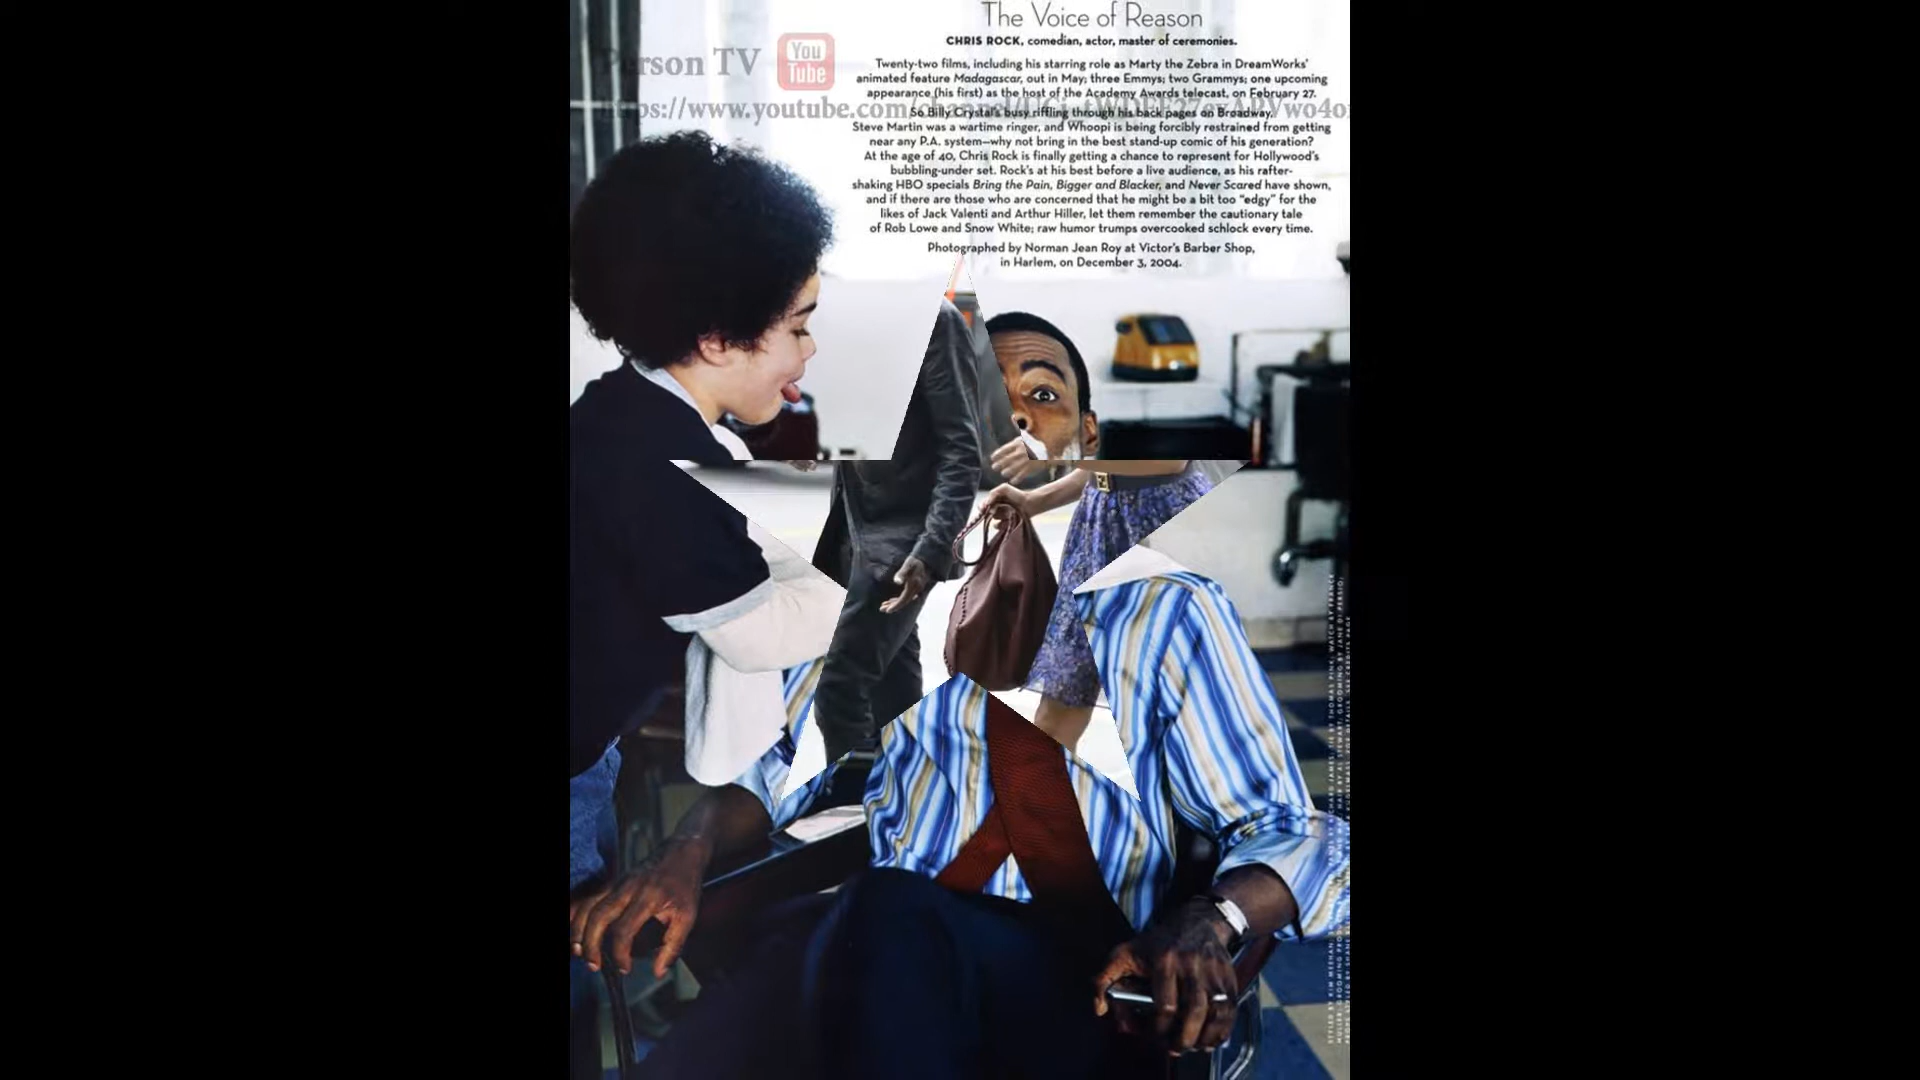 The Voice of Reason
CHRIS ROCK, comedian, actor, master of ceremonies.
rson TV
You
Tube
Twenty-two films, including his starring role as Marty the Zebra in DreamWorks'
animated feature Madagascar, out in May; three Emmys; two Grammys; one upcoming
appearance (his first) as the host of the Academy Awards telecast, on February 27.
https://www.youtube.com/channel/
So Billy Crystal's busy riffling through his back pages on Broadway,
Steve Martin was a wartime ringer, and Whoopi is being forcibly restrained from getting
near any P.A. system—why not bring in the best stand-up comic of his generation?
At the age of 40, Chris Rock is finally getting a chance to represent for Hollywood's
bubbling-under set. Rock's at his best before a live audience, as his rafter-
shaking HBO specials Bring the Pain, Bigger and Blacker, and Never Scared have shown,
and if there are those who are concerned that he might be a bit too "edgy" for the
likes of Jack Valenti and Arthur Hiller, let them remember the cautionary tale
of Rob Lowe and Snow White; raw humor trumps overcooked schlock every time.
Photographed by Norman Jean Roy at Victor's Barber Shop,
in Harlem, on December 3, 2004.